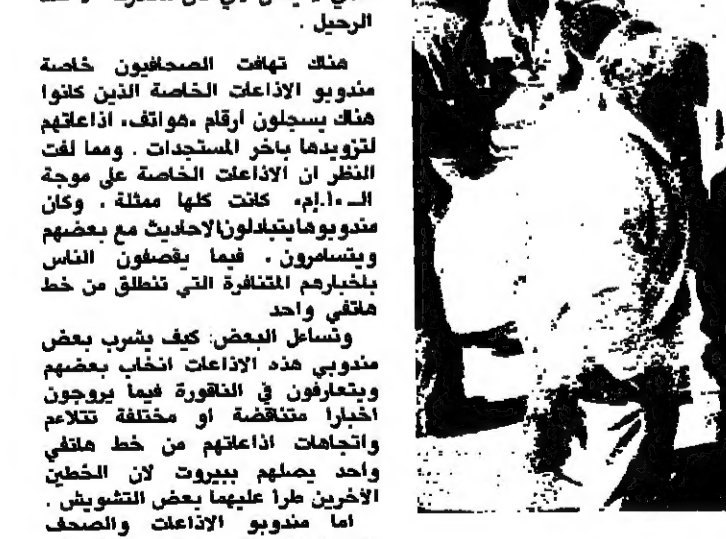 الرحيل .
هناك تهافت الصحافيون خاصة
مندوبو الاذاعات الخاصة الذين كانوا
هناك يسجلون ارقام «هواتف» اذاعاتهم
لتزويدها باخر المستجدات . ومما لفت
النظر ان الاذاعات الخاصة على موجة
الـ «ا.إم» كانت كلها ممثلة . وكان
مندوبوها يتبادلون الاحاديث مع بعضهم
ويتسامرون . فيما يقصفون الناس
باخبارهم المتنافرة التي تنطلق من خط
هاتفي واحد
وتساءل البعض: كيف يشرب بعض
مندوبي هذه الاذاعات انخاب بعضهم
ويتعارفون في الناقورة فيما يروجون
اخبارا متناقضة او مختلفة تتلاءم
واتجاهات اذاعاتهم من خط هاتفي
واحد يصلهم ببيروت لان الخطين
الآخرين طرا عليهما بعض التشويش .
اما مندوبو الاذاعات والصحف